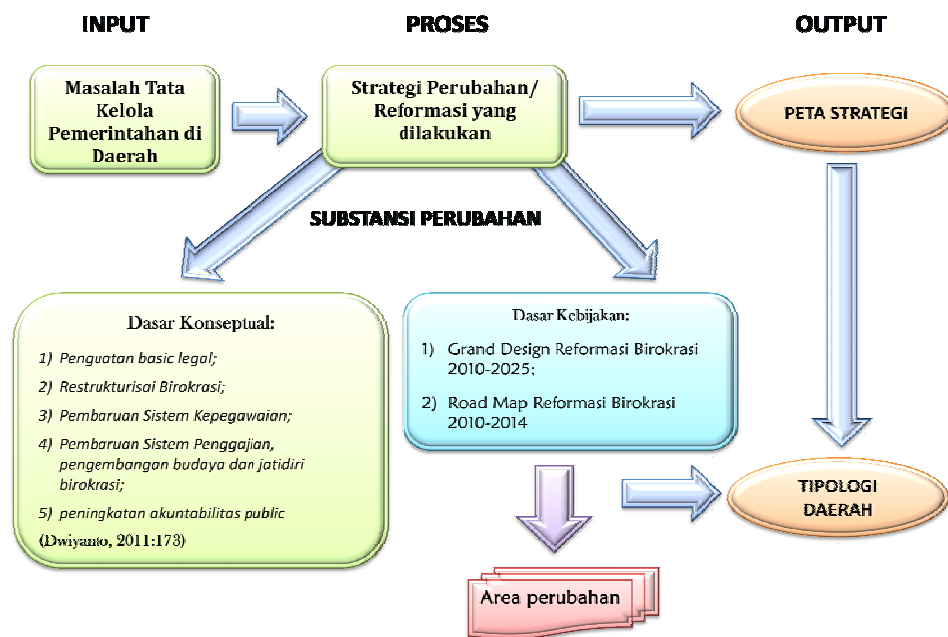 INPUT
PROSES
OUTPUT
Masalah Tata
Kelola
Pemerintahan di
Daerah
Strategi Perubahan/
Reformasi yang
dilakukan
PETA STRATEGI
SUBSTANSI PERUBAHAN
Dasar Konseptual:
1) Penguatan basic legal;
2) Restrukturisai Birokrasi;
3) Pembaruan Sistem Kepegawaian;
4) Pembaruan Sistem Penggajian,
pengembangan budaya dan jatidiri
birokrasi;
5) peningkatan akuntabilitas public
(Dwiyanto, 2011:173)
Dasar Kebijakan:
1) Grand Design Reformasi Birokrasi
2010-2025;
2) Road Map Reformasi Birokrasi
2010-2014
TIPOLOGI
DAERAH
Area perubahan